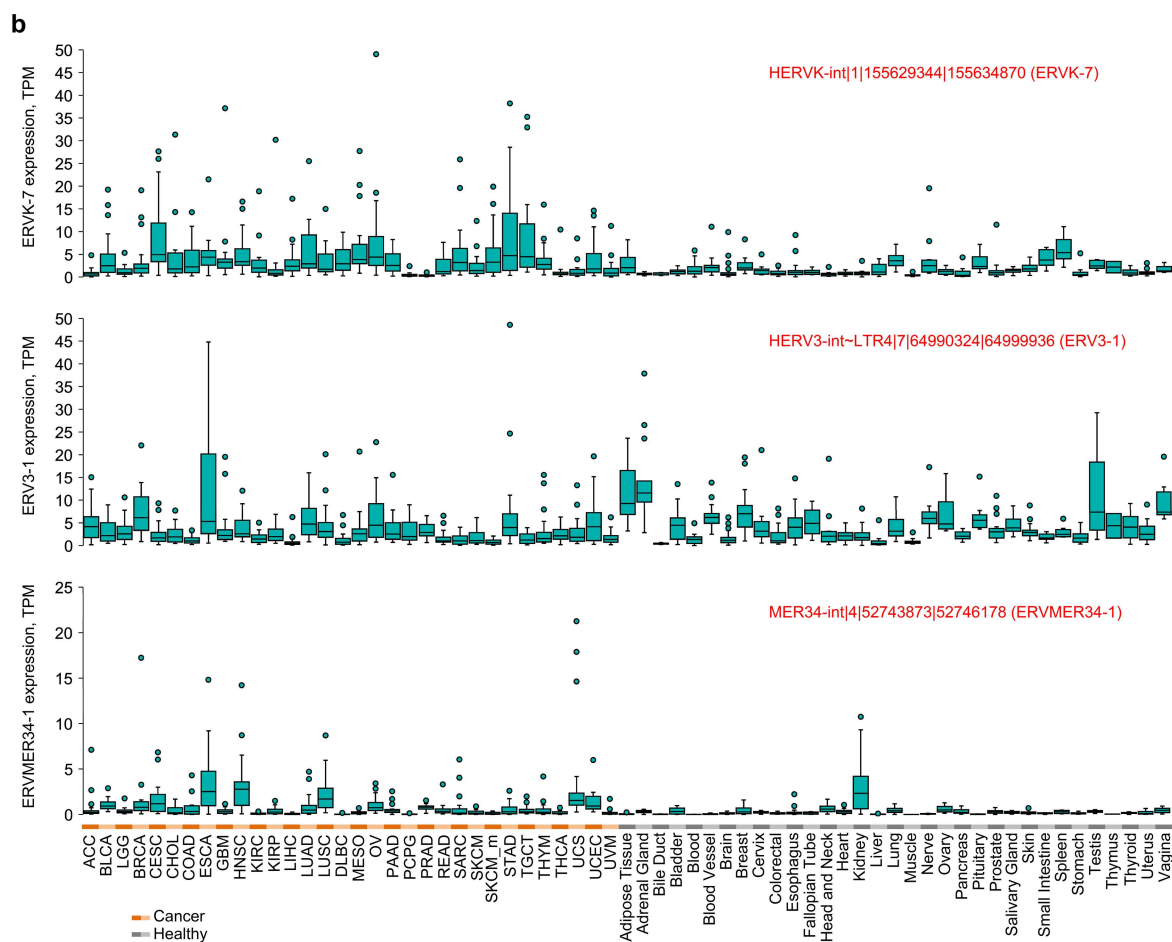 b
HERVK-int|1|155629344|155634870 (ERVK-7)
ERVK-7 expression, TPM
50
45
40
35
30
25
20
15
10
5
0
HERV3-int~LTR4|7|64990324|64999936 (ERV3-1)
ERV3-1 expression, TPM
50
45
40
35
30
25
20
15
10
5
0
MER34-int|4|52743873|52746178 (ERVMER34-1)
ERVMER34-1 expression, TPM
25
20
15
10
5
0
ACC
BLCA
LGG
BRCA
CESC
CHOL
COAD
ESCA
GBM
HNSC
KIRC
KIRP
LIHC
LUAD
LUSC
DLBC
MESO
OV
PAAD
PCPG
PRAD
READ
SARC
SKCM
SKCM_m
STAD
TGCT
THYM
THCA
UCS
UCEC
UVM
Adipose Tissue
Adrenal Gland
Bile Duct
Bladder
Blood
Blood Vessel
Brain
Breast
Cervix
Colorectal
Esophagus
Fallopian Tube
Head and Neck
Heart
Kidney
Liver
Lung
Muscle
Nerve
Ovary
Pancreas
Pituitary
Prostate
Salivary Gland
Skin
Small Intestine
Spleen
Stomach
Testis
Thymus
Thyroid
Uterus
Vagina
Cancer
Healthy